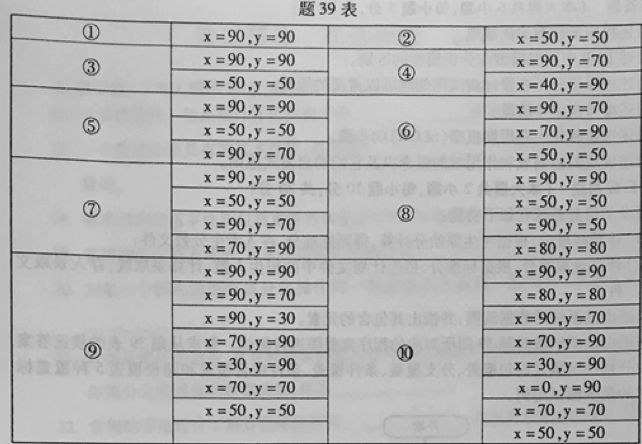 题39表
①
x=90,y=90
②
x=50,y=50
③
x=90,y=90
x=50,y=50
④
x=90,y=70
x=40,y=90
⑤
x=90,y=90
x=50,y=50
x=90,y=70
⑥
x=90,y=70
x=70,y=90
x=50,y=50
⑦
x=90,y=90
x=50,y=50
x=90,y=70
x=70,y=90
⑧
x=90,y=90
x=50,y=50
x=90,y=50
x=80,y=80
⑨
x=90,y=90
x=90,y=70
x=90,y=30
x=70,y=90
x=30,y=90
x=70,y=70
x=50,y=50
⑩
x=90,y=90
x=80,y=80
x=90,y=70
x=70,y=90
x=30,y=90
x=0,y=90
x=70,y=70
x=50,y=50